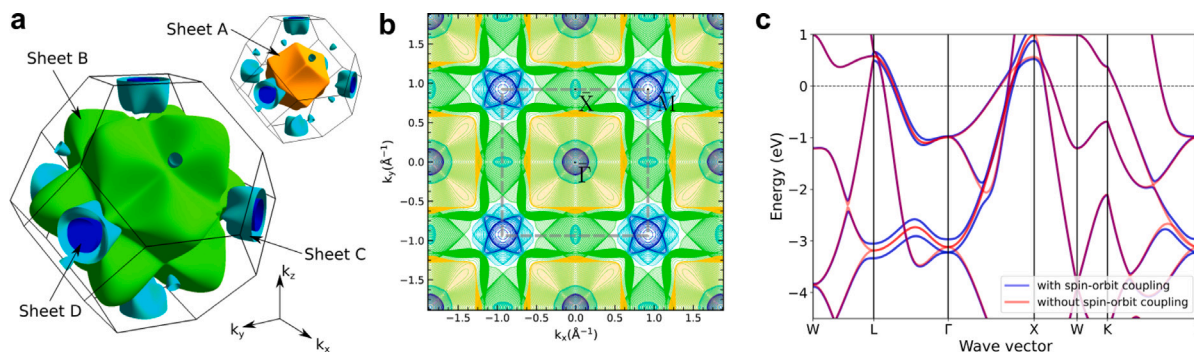 a
Sheet A
Sheet B
Sheet C
Sheet D
k_z
k_y
k_x
b
k_y(Å⁻¹)
1.5
1.0
0.5
0.0
−0.5
−1.0
−1.5
X̄
M̄
Γ̄
−1.5 −1.0 −0.5 0.0 0.5 1.0 1.5
k_x(Å⁻¹)
c
Energy (eV)
1
0
−1
−2
−3
−4
with spin-orbit coupling
without spin-orbit coupling
W L Γ X W K
Wave vector